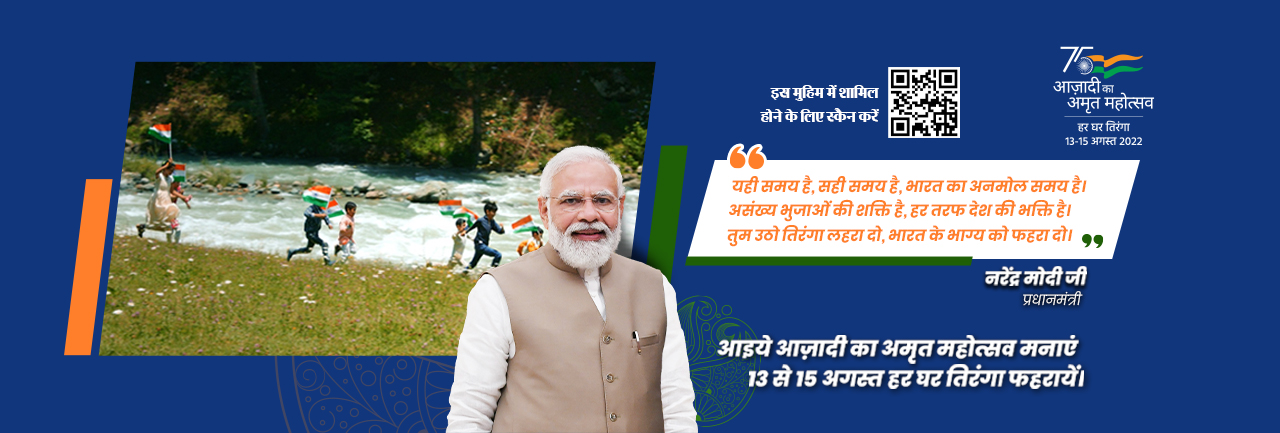 इस मुहिम में शामिल
होने के लिए स्कैन करें
75
आज़ादी का
अमृत महोत्सव
हर घर तिरंगा
13-15 अगस्त 2022
“
यही समय है, सही समय है, भारत का अनमोल समय है।
असंख्य भुजाओं की शक्ति है, हर तरफ देश की भक्ति है।
तुम उठो तिरंगा लहरा दो, भारत के भाग्य को फहरा दो। ”
नरेंद्र मोदी जी
प्रधानमंत्री
आइये आज़ादी का अमृत महोत्सव मनाएं
13 से 15 अगस्त हर घर तिरंगा फहरायें।